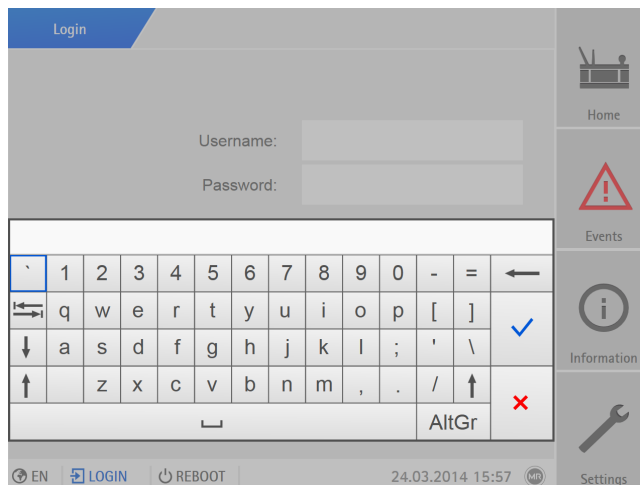 Login
Home
Username:
Password:
Events
` 1 2 3 4 5 6 7 8 9 0 - =
q w e r t y u i o p [ ]
a s d f g h j k l ; ' \
z x c v b n m , . /
AltGr
Information
EN LOGIN REBOOT 24.03.2014 15:57 MR
Settings